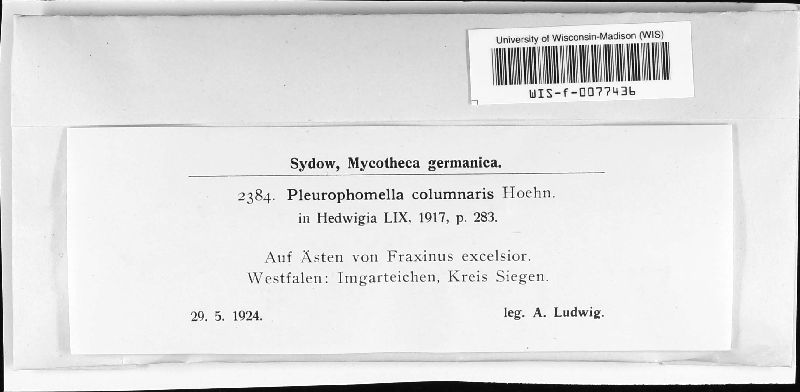 University of Wisconsin-Madison (WIS)
WIS-f-0077436
Sydow, Mycotheca germanica.
2384. Pleurophomella columnaris Hoehn.
in Hedwigia LIX, 1917, p. 283.
Auf Ästen von Fraxinus excelsior.
Westfalen: Imgarteichen, Kreis Siegen.
29. 5. 1924.
leg. A. Ludwig.